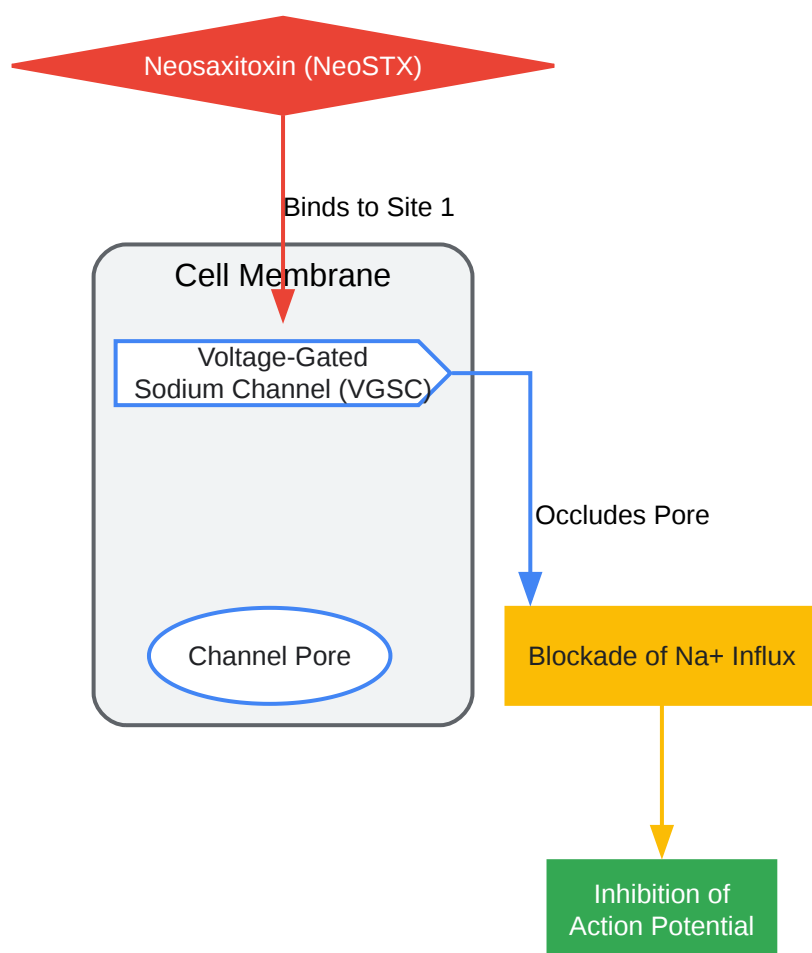 Neosaxitoxin (NeoSTX)
Binds to Site 1
Cell Membrane
Voltage-Gated
Sodium Channel (VGSC)
Occludes Pore
Channel Pore
Blockade of Na+ Influx
Inhibition of
Action Potential